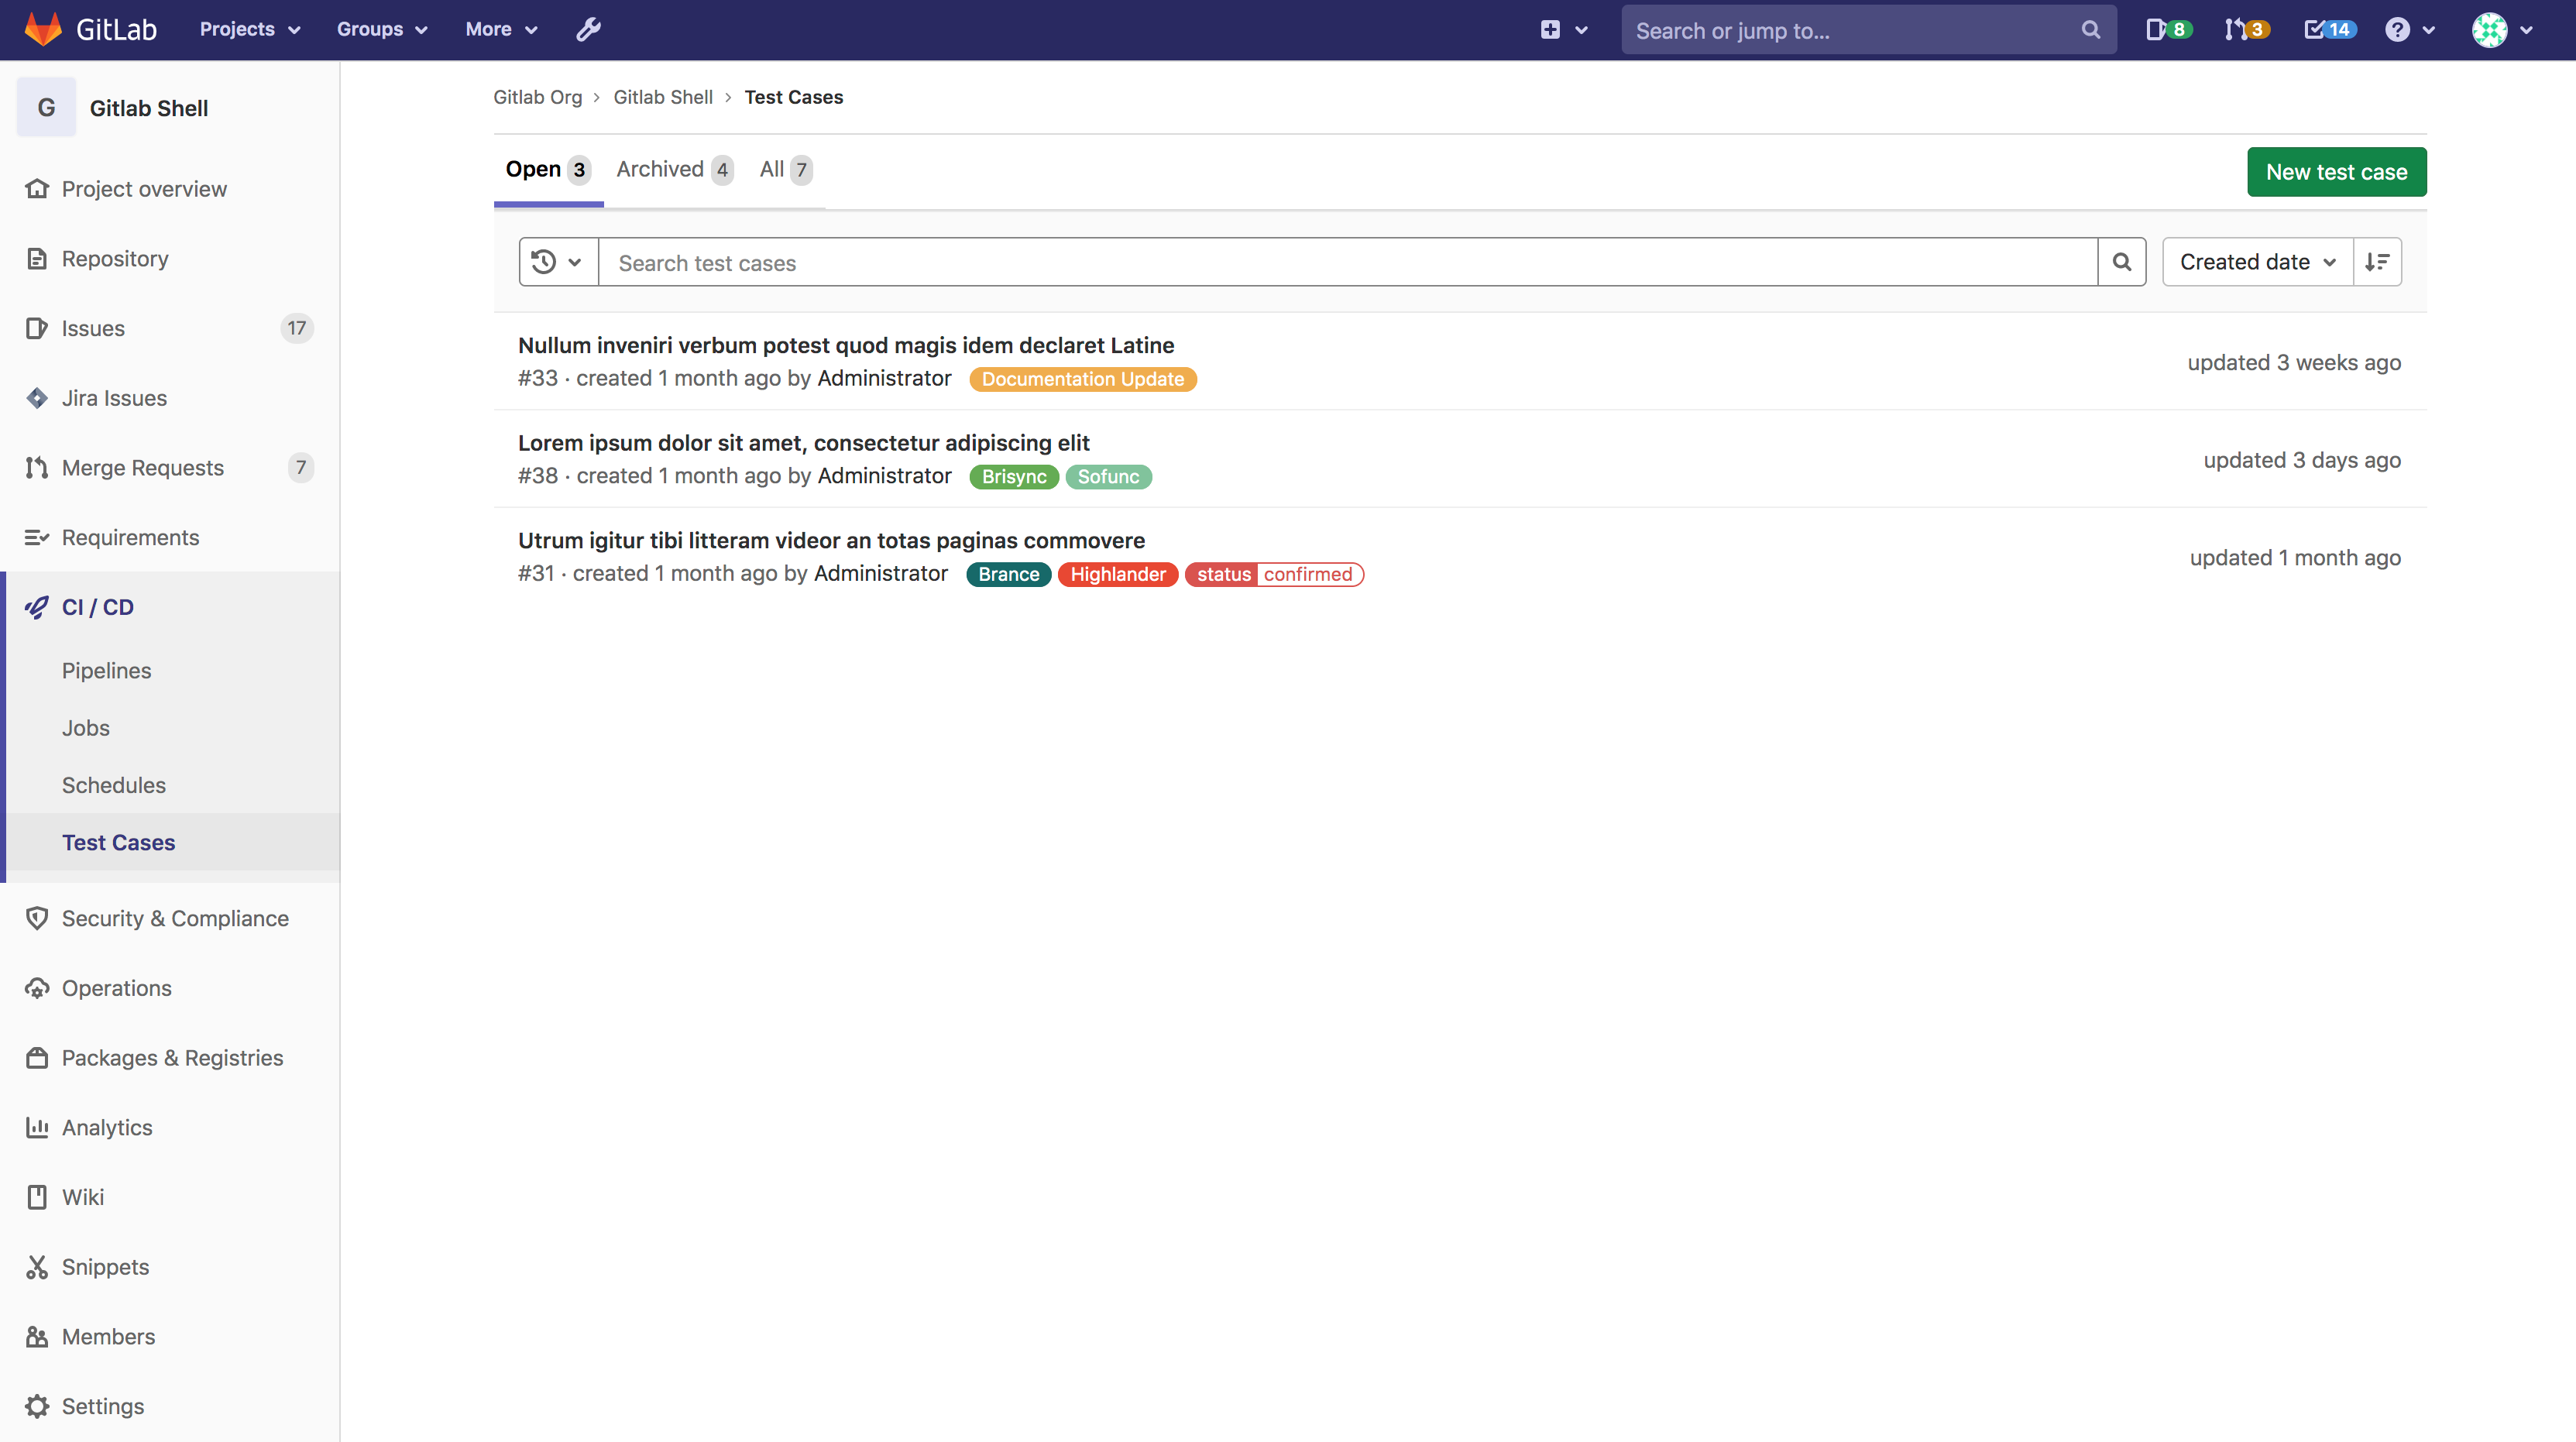 GitLab Projects Groups More Search or jump to... 8 3 14
G Gitlab Shell
Project overview
Repository
Issues 17
Jira Issues
Merge Requests 7
Requirements
CI / CD
Pipelines
Jobs
Schedules
Test Cases
Security & Compliance
Operations
Packages & Registries
Analytics
Wiki
Snippets
Members
Settings
Gitlab Org > Gitlab Shell > Test Cases
Open 3 Archived 4 All 7 New test case
Search test cases Created date
Nullum inveniri verbum potest quod magis idem declaret Latine
#33 · created 1 month ago by Administrator Documentation Update updated 3 weeks ago
Lorem ipsum dolor sit amet, consectetur adipiscing elit
#38 · created 1 month ago by Administrator Brisync Sofunc updated 3 days ago
Utrum igitur tibi litteram videor an totas paginas commovere
#31 · created 1 month ago by Administrator Brance Highlander status confirmed updated 1 month ago